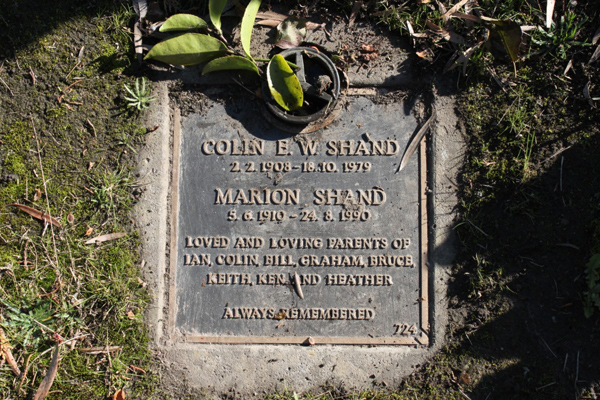 COLIN E. W. SHAND
2.2.1908 - 18.10.1979
MARION SHAND
5.6.1910 - 24.8.1990
LOVED AND LOVING PARENTS OF
IAN, COLIN, BILL, GRAHAM, BRUCE,
KEITH, KEN, AND HEATHER
ALWAYS REMEMBERED
724